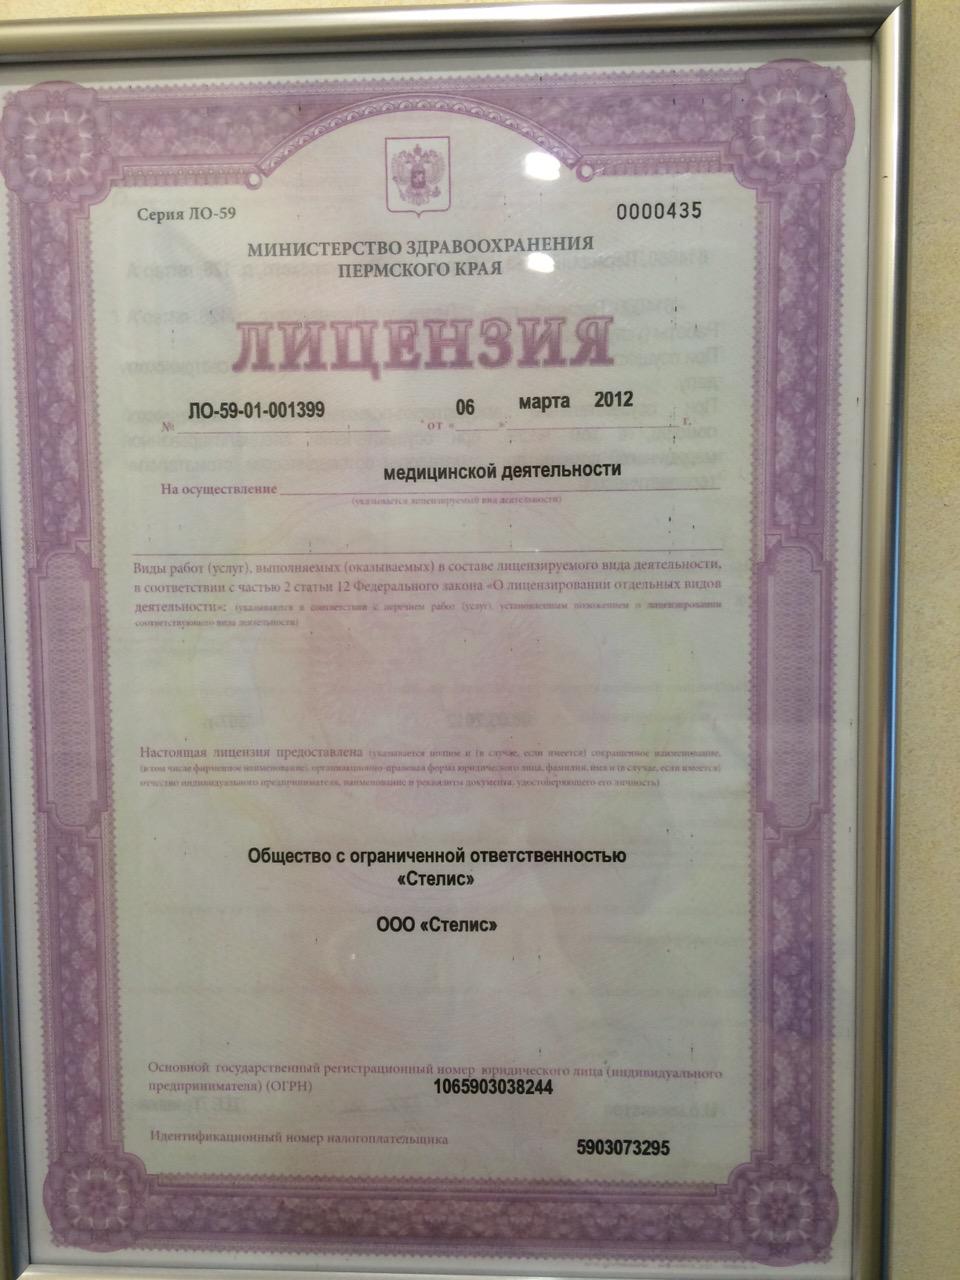 Серия ЛО-59
0000435
МИНИСТЕРСТВО ЗДРАВООХРАНЕНИЯ
ПЕРМСКОГО КРАЯ
ЛИЦЕНЗИЯ
№ ЛО-59-01-001399 от « 06 » марта 2012 г.
На осуществление медицинской деятельности
(указывается лицензируемый вид деятельности)
Виды работ (услуг), выполняемых (оказываемых) в составе лицензируемого вида деятельности,
в соответствии с частью 2 статьи 12 Федерального закона «О лицензировании отдельных видов
деятельности»: (указываются в соответствии с перечнем работ (услуг), установленным положением о лицензировании
соответствующего вида деятельности)
Настоящая лицензия предоставлена (указывается полное и (в случае, если имеется) сокращенное наименование,
(в том числе фирменное наименование), организационно-правовая форма юридического лица, фамилия, имя и (в случае, если имеется)
отчество индивидуального предпринимателя, наименование и реквизиты документа, удостоверяющего его личность)
Общество с ограниченной ответственностью
«Стелис»
ООО «Стелис»
Основной государственный регистрационный номер юридического лица (индивидуального
предпринимателя) (ОГРН) 1065903038244
Идентификационный номер налогоплательщика 5903073295